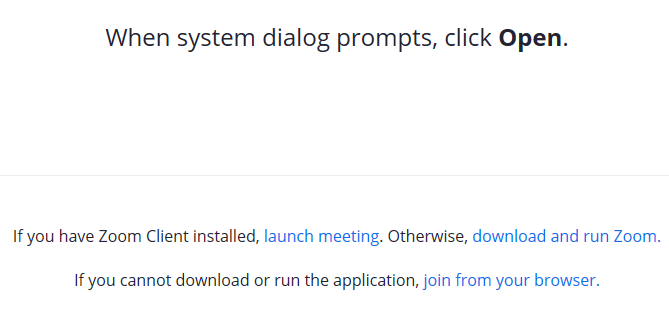 When system dialog prompts, click Open.
If you have Zoom Client installed, launch meeting. Otherwise, download and run Zoom.
If you cannot download or run the application, join from your browser.